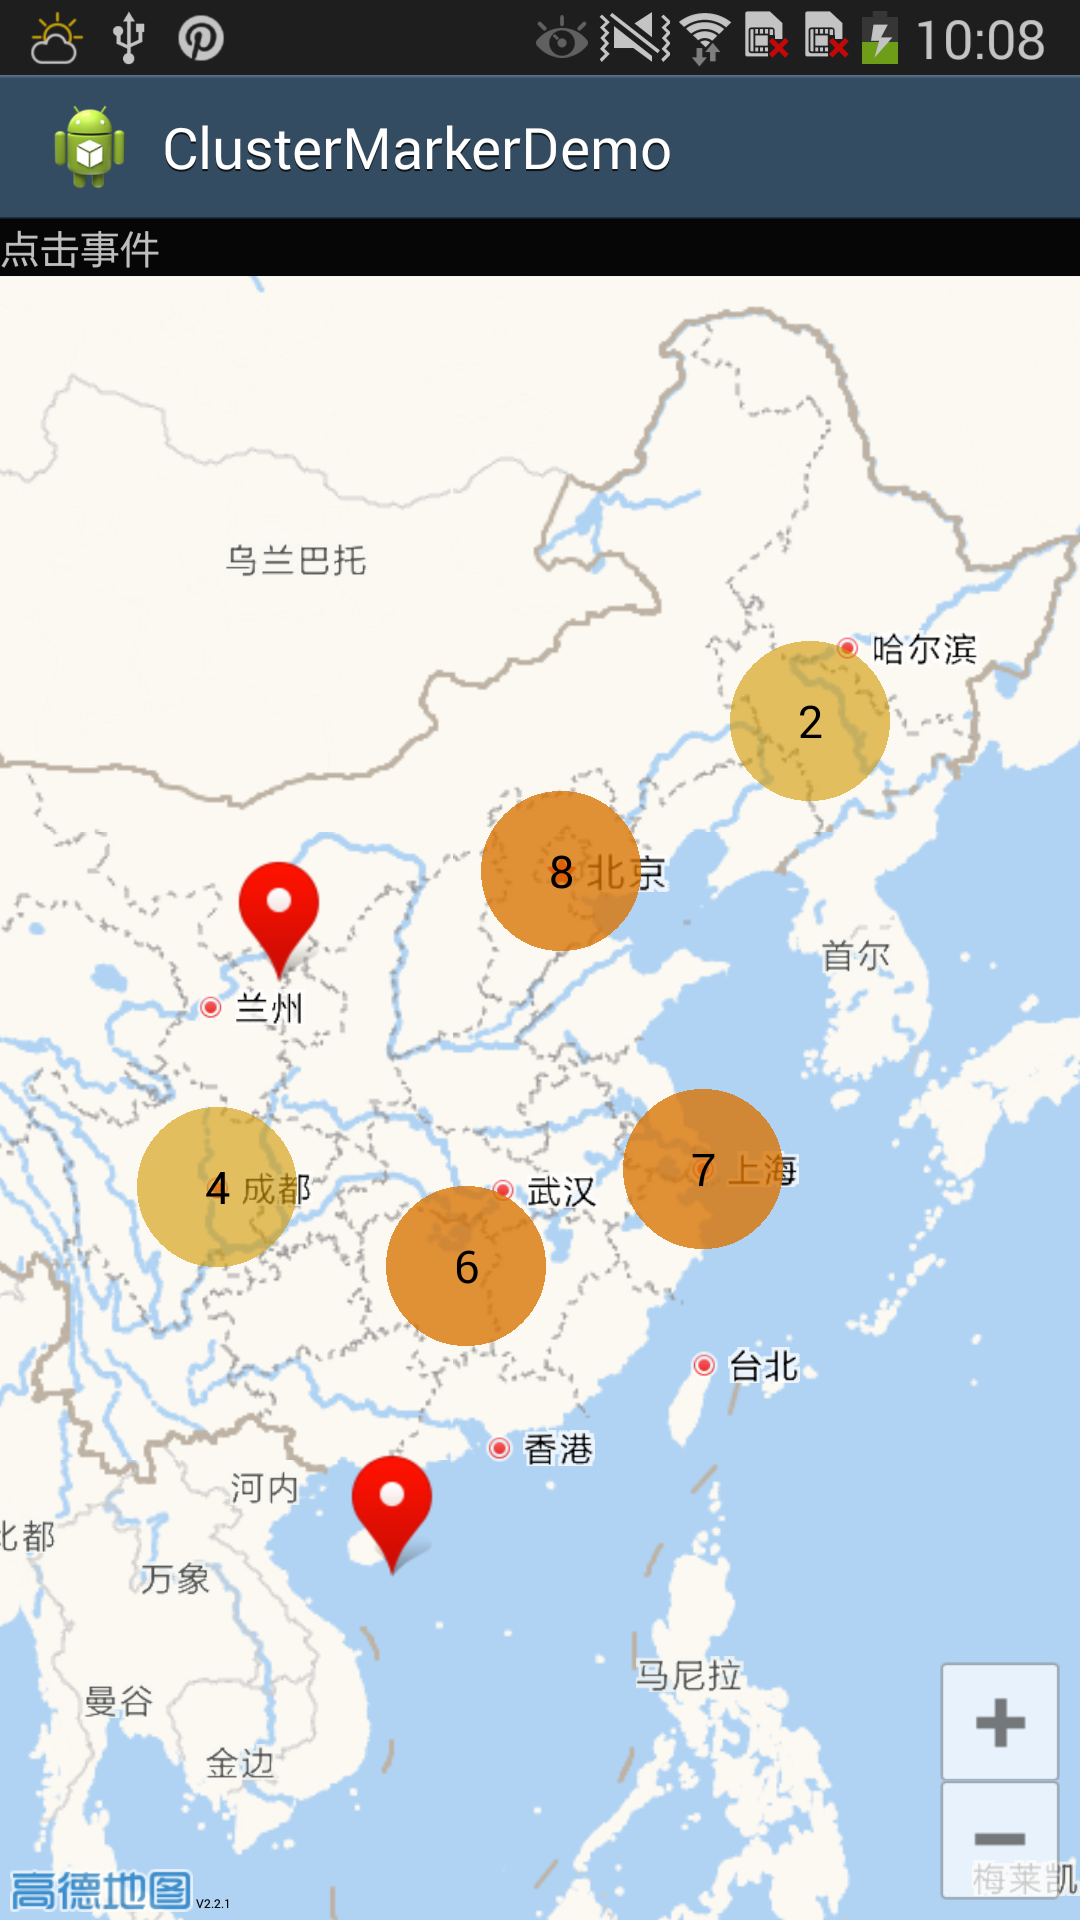 10:08
ClusterMarkerDemo
点击事件
乌兰巴托
哈尔滨
2
8 北京
首尔
兰州
4 成都
7 上海
武汉
6
台北
香港
河内
北都
万象
马尼拉
曼谷
金边
+
梅莱凯
高德地图 V2.2.1